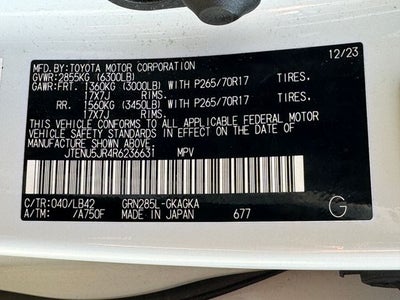 MFD.BY:TOYOTA MOTOR CORPORATION 12/23
GVWR:2855KG (6300LB)
GAWR:FRT. 1360KG (3000LB) WITH P265/70R17 TIRES.
17X7J RIMS.
RR. 1560KG (3450LB) WITH P265/70R17 TIRES.
17X7J RIMS.
THIS VEHICLE CONFORMS TO ALL APPLICABLE FEDERAL MOTOR
VEHICLE SAFETY STANDARDS IN EFFECT ON THE DATE OF
MANUFACTURE SHOWN ABOVE.
JTENU5JR4R6236631 MPV
C/TR:040/LB42 GRN285L-GKAGKA
A/TM: /A750F MADE IN JAPAN 677 G